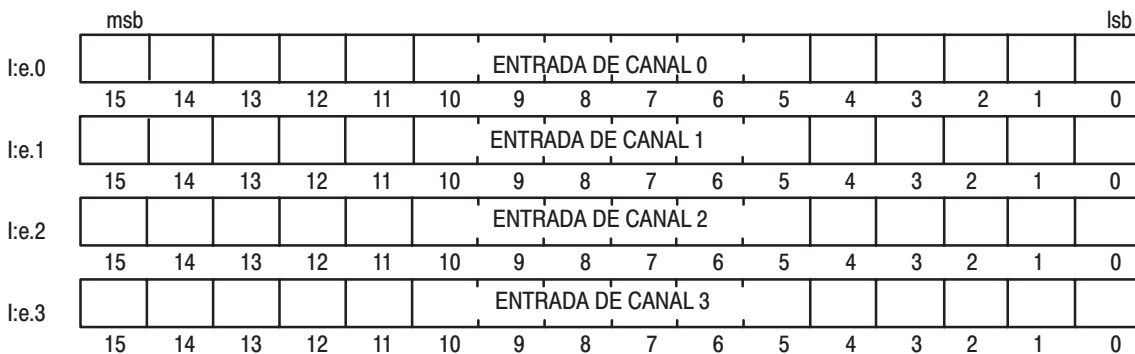 msb lsb
I:e.0 ENTRADA DE CANAL 0
15 14 13 12 11 10 9 8 7 6 5 4 3 2 1 0
I:e.1 ENTRADA DE CANAL 1
15 14 13 12 11 10 9 8 7 6 5 4 3 2 1 0
I:e.2 ENTRADA DE CANAL 2
15 14 13 12 11 10 9 8 7 6 5 4 3 2 1 0
I:e.3 ENTRADA DE CANAL 3
15 14 13 12 11 10 9 8 7 6 5 4 3 2 1 0